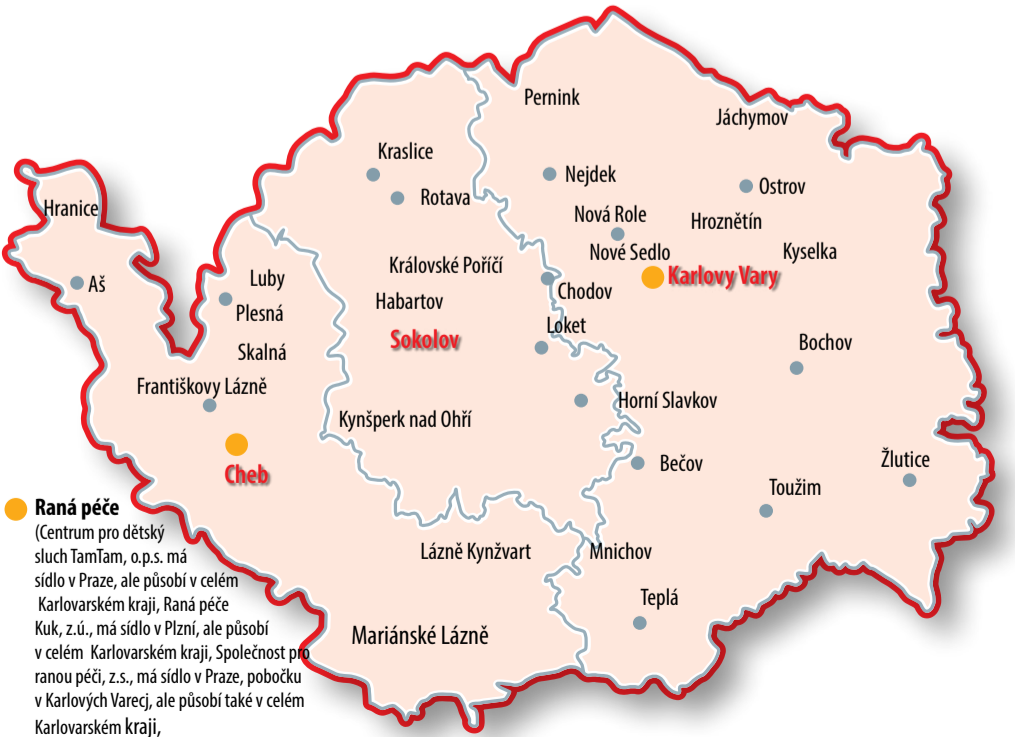 Pernink
Jáchymov
Kraslice
Nejdek
Ostrov
Rotava
Hranice
Nová Role
Hroznětín
Nové Sedlo
Kyselka
Královské Poříčí
Karlovy Vary
Luby
Aš
Chodov
Habartov
Plesná
Loket
Sokolov
Bochov
Skalná
Františkovy Lázně
Horní Slavkov
Kynšperk nad Ohří
Bečov
Žlutice
Cheb
Toužim
Lázně Kynžvart
Mnichov
Teplá
Mariánské Lázně
Raná péče
(Centrum pro dětský
sluch TamTam, o.p.s. má
sídlo v Praze, ale působí v celém
Karlovarském kraji, Raná péče
Kuk, z.ú., má sídlo v Plzní, ale působí
v celém Karlovarském kraji, Společnost pro
ranou péči, z.s., má sídlo v Praze, pobočku
v Karlových Varecj, ale působí také v celém
Karlovarském kraji,